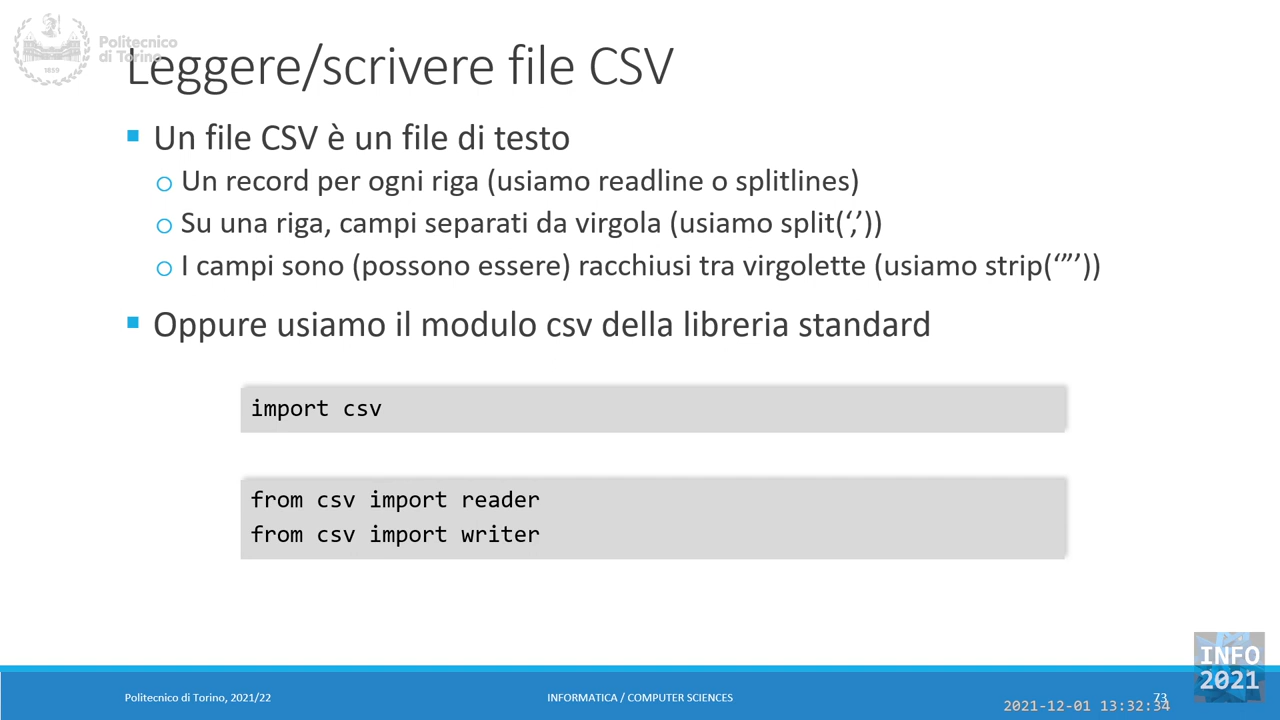 Politecnico
di Torino
1859
Leggere/scrivere file CSV
Un file CSV è un file di testo
Un record per ogni riga (usiamo readline o splitlines)
Su una riga, campi separati da virgola (usiamo split(‘,’))
I campi sono (possono essere) racchiusi tra virgolette (usiamo strip(‘”’))
Oppure usiamo il modulo csv della libreria standard
import csv
from csv import reader
from csv import writer
Politecnico di Torino, 2021/22
INFORMATICA / COMPUTER SCIENCES
73
INFO
2021
2021-12-01 13:32:34